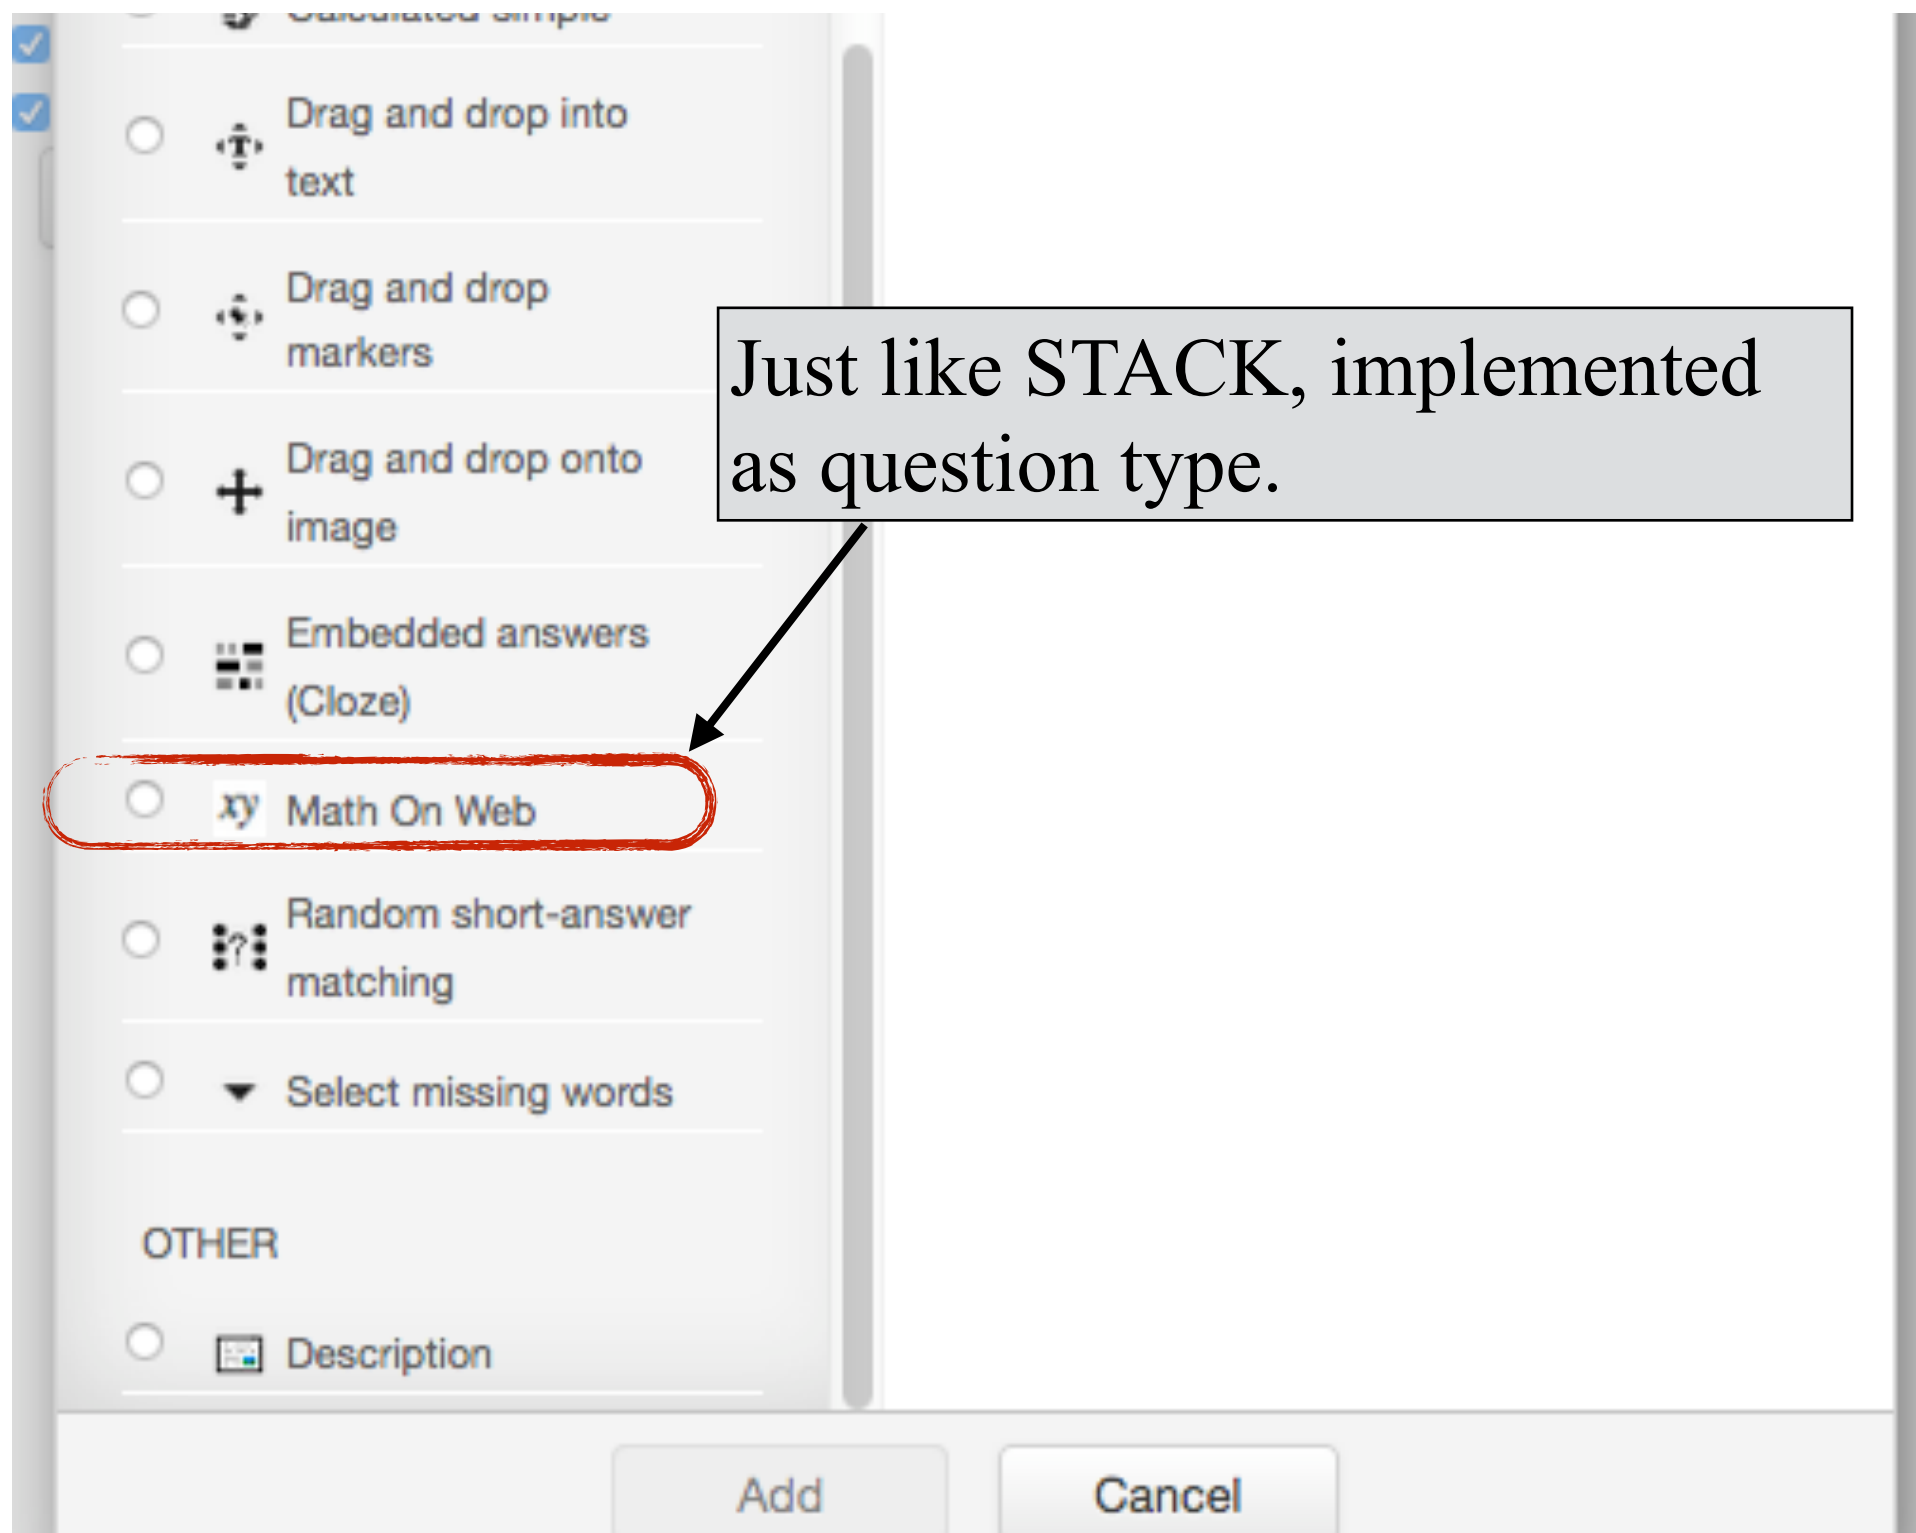 Calculated simple
Drag and drop into
text
Drag and drop
markers
Just like STACK, implemented
as question type.
Drag and drop onto
image
Embedded answers
(Cloze)
xy Math On Web
Random short-answer
matching
Select missing words
OTHER
Description
Add Cancel